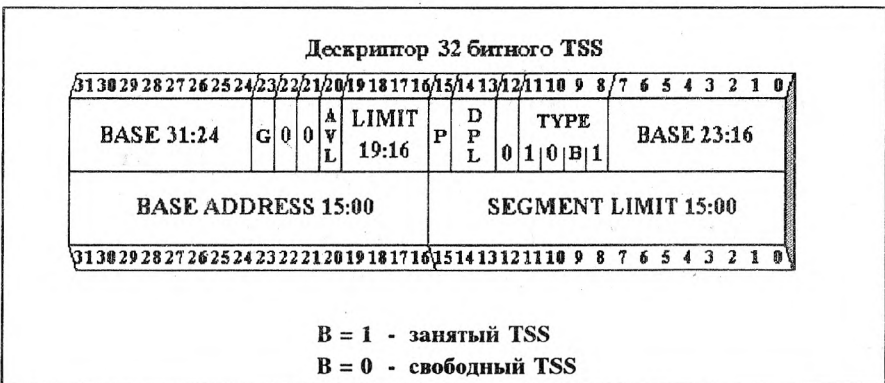 Дескриптор 32 битного TSS
31 30 29 28 27 26 25 24 23 22 21 20 19 18 17 16 15 14 13 12 11 10 9 8 7 6 5 4 3 2 1 0
BASE 31:24 G 0 0 AVL LIMIT 19:16 P DPL 0 TYPE 1 0 B 1 BASE 23:16
BASE ADDRESS 15:00 SEGMENT LIMIT 15:00
31 30 29 28 27 26 25 24 23 22 21 20 19 18 17 16 15 14 13 12 11 10 9 8 7 6 5 4 3 2 1 0
B = 1 - занятый TSS
B = 0 - свободный TSS